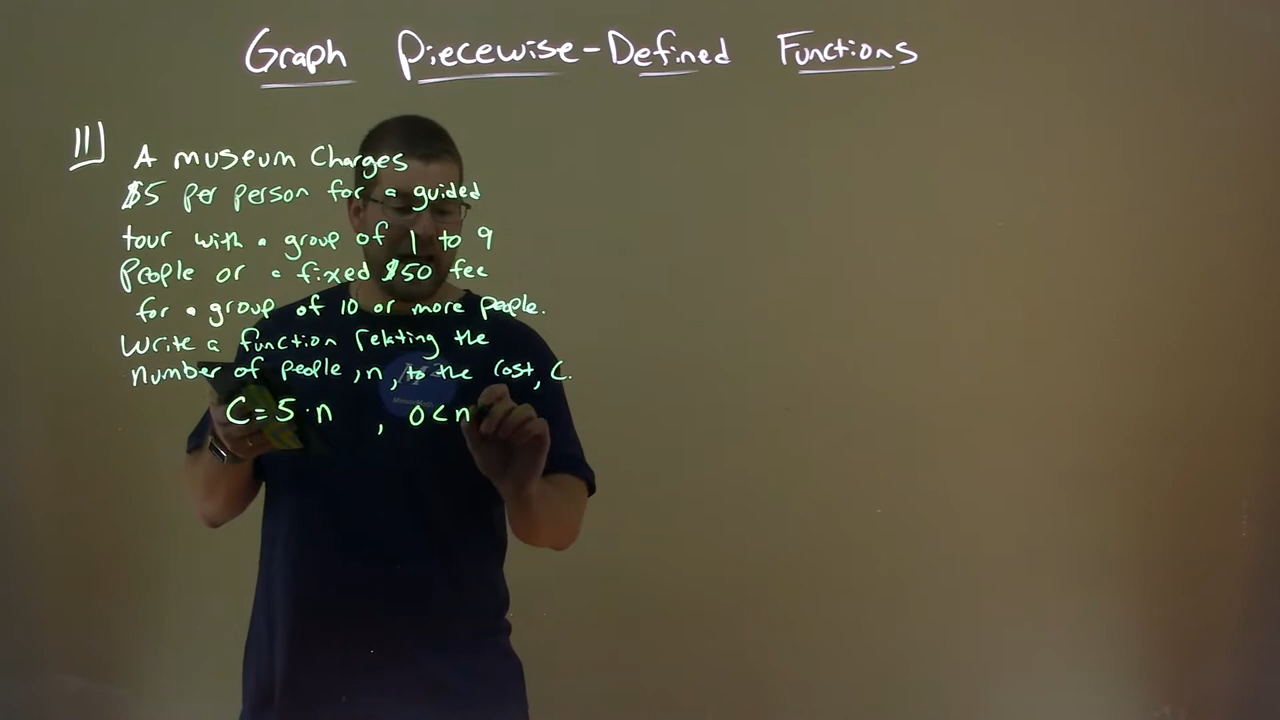 Graph Piecewise-Defined Functions
11) A museum Charges
$5 per person for a guided
tour with a group of 1 to 9
People or a fixed $50 fee
for a group of 10 or more people.
Write a function relating the
number of people, n, to the cost, C.
C = 5 · n , 0 < n
MinuteMath